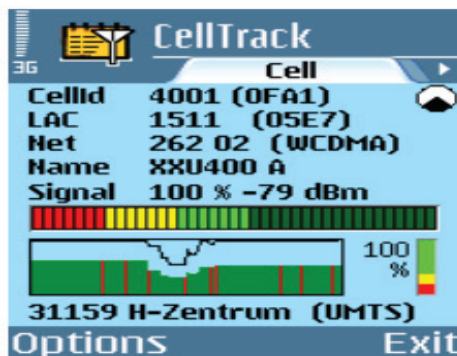 CellTrack
3G
Cell
CellId 4001 (0FA1)
LAC 1511 (05E7)
Net 262 02 (WCDMA)
Name XXU400 A
Signal 100 % -79 dBm
100
%
31159 H-Zentrum (UMTS)
Options Exit